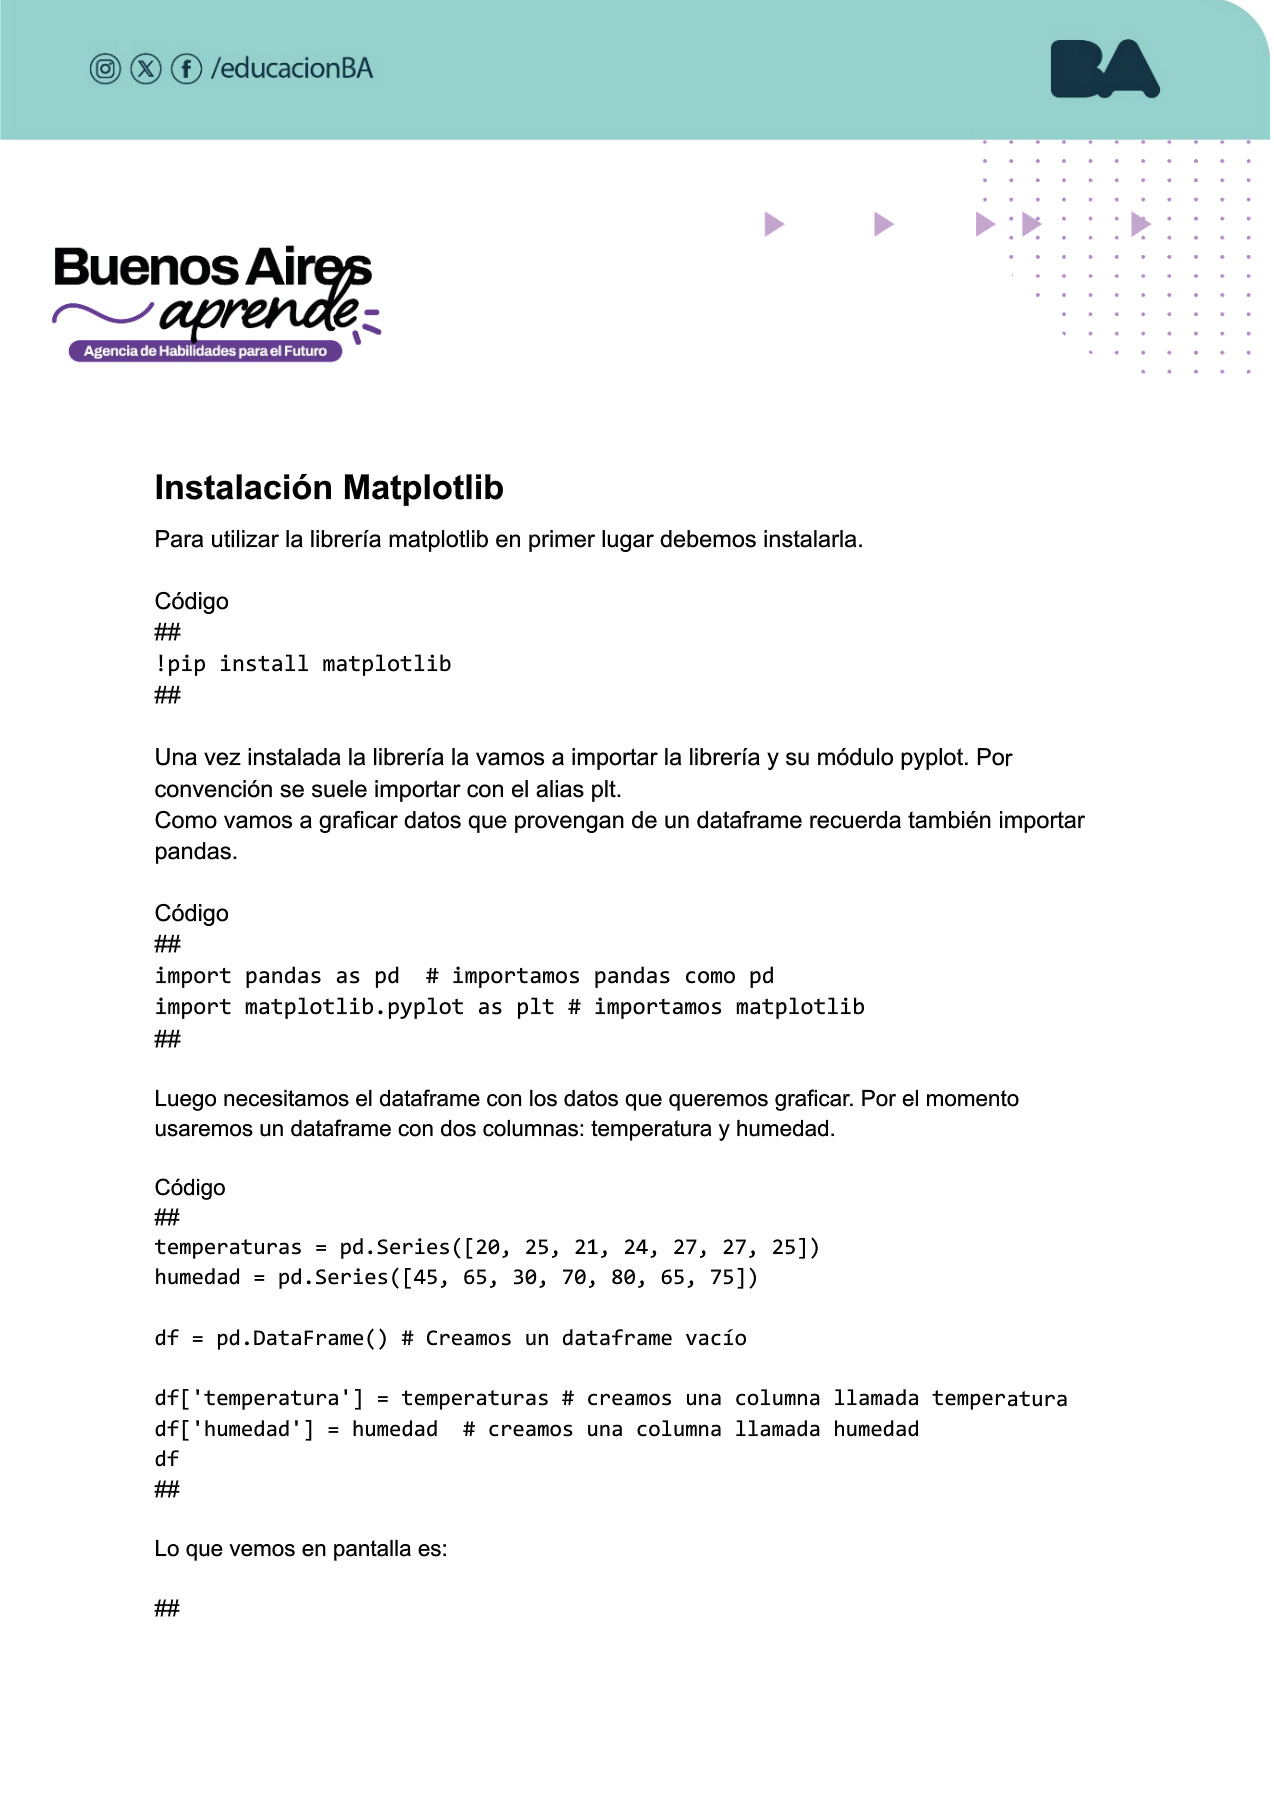 /educacionBA
BA
Buenos Aires
aprende
Agencia de Habilidades para el Futuro
Instalación Matplotlib
Para utilizar la librería matplotlib en primer lugar debemos instalarla.
Código
##
!pip install matplotlib
##
Una vez instalada la librería la vamos a importar la librería y su módulo pyplot. Por
convención se suele importar con el alias plt.
Como vamos a graficar datos que provengan de un dataframe recuerda también importar
pandas.
Código
##
import pandas as pd  # importamos pandas como pd
import matplotlib.pyplot as plt # importamos matplotlib
##
Luego necesitamos el dataframe con los datos que queremos graficar. Por el momento
usaremos un dataframe con dos columnas: temperatura y humedad.
Código
##
temperaturas = pd.Series([20, 25, 21, 24, 27, 27, 25])
humedad = pd.Series([45, 65, 30, 70, 80, 65, 75])
df = pd.DataFrame() # Creamos un dataframe vacío
df['temperatura'] = temperaturas # creamos una columna llamada temperatura
df['humedad'] = humedad  # creamos una columna llamada humedad
df
##
Lo que vemos en pantalla es:
##